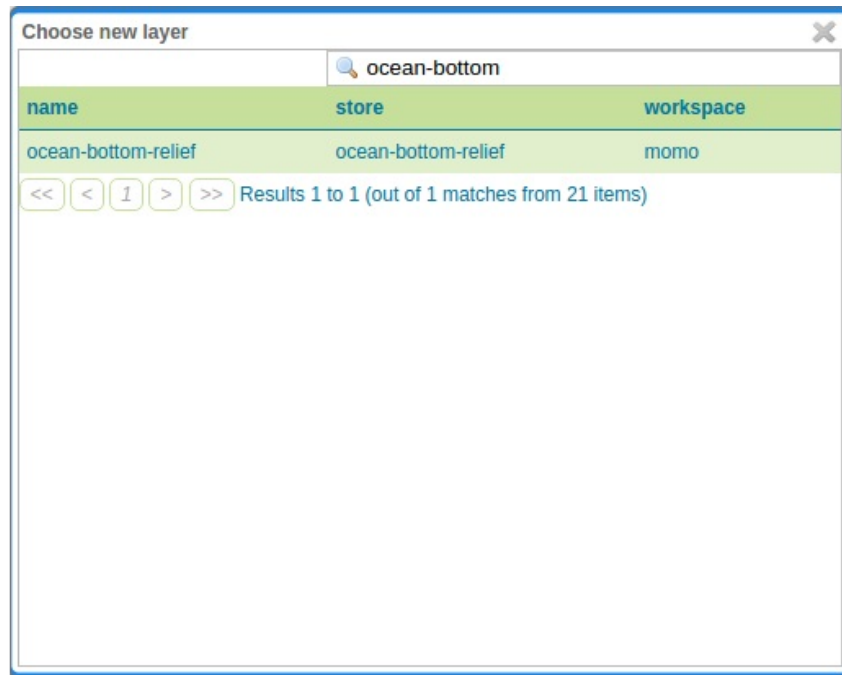 Choose new layer
ocean-bottom
name store workspace
ocean-bottom-relief ocean-bottom-relief momo
<< < 1 > >> Results 1 to 1 (out of 1 matches from 21 items)